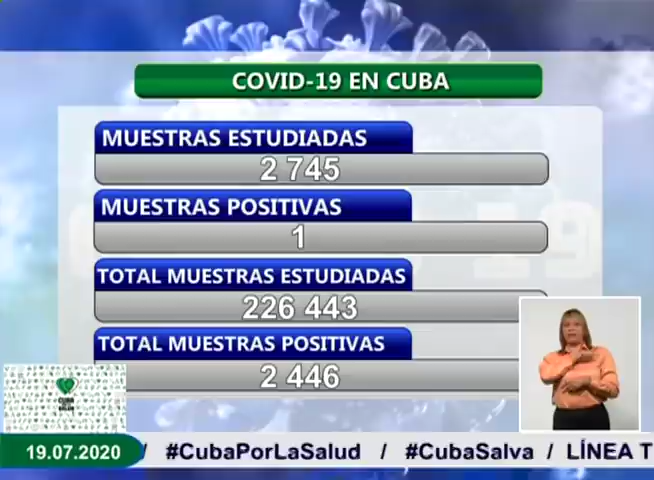 COVID-19 EN CUBA
MUESTRAS ESTUDIADAS
2 745
MUESTRAS POSITIVAS
1
TOTAL MUESTRAS ESTUDIADAS
226 443
TOTAL MUESTRAS POSITIVAS
2 446
CUBA
19.07.2020 / #CubaPorLaSalud / #CubaSalva / LÍNEA T